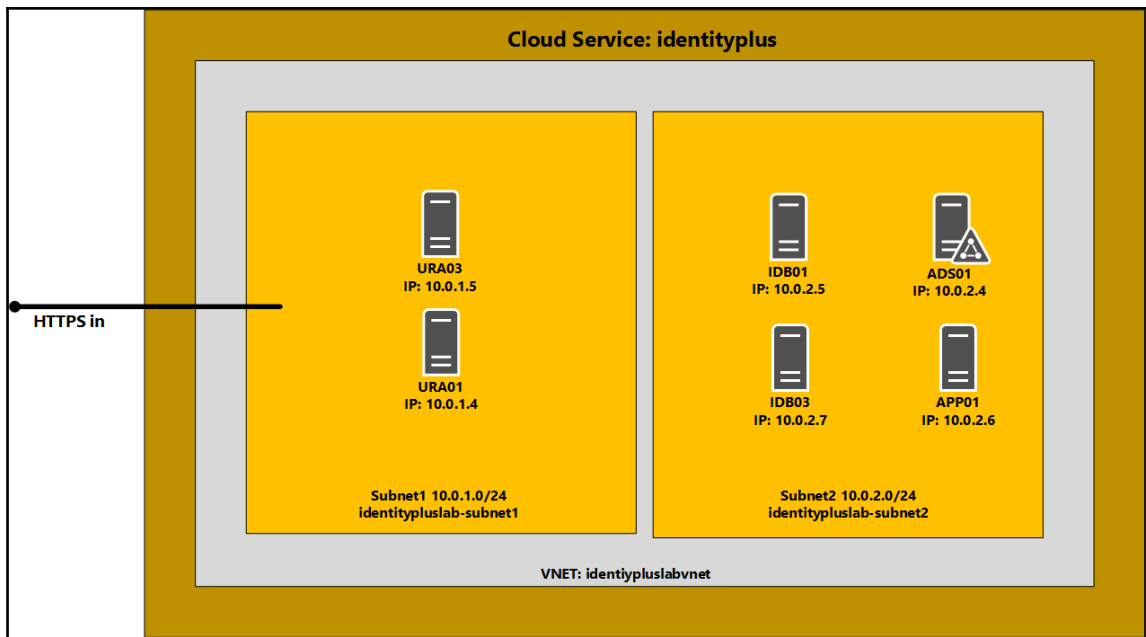 Cloud Service: identityplus
HTTPS in
URA03
IP: 10.0.1.5
URA01
IP: 10.0.1.4
Subnet1 10.0.1.0/24
identitypluslab-subnet1
IDB01
IP: 10.0.2.5
ADS01
IP: 10.0.2.4
IDB03
IP: 10.0.2.7
APP01
IP: 10.0.2.6
Subnet2 10.0.2.0/24
identitypluslab-subnet2
VNET: identiypluslabvnet